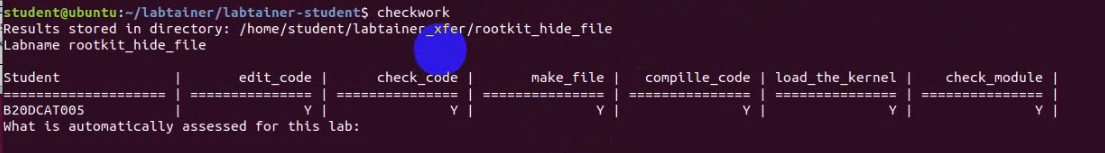 student@ubuntu:~/labtainer/labtainer-student$ checkwork
Results stored in directory: /home/student/labtainer_xfer/rootkit_hide_file
Labname rootkit_hide_file
Student | edit_code | check_code | make_file | compille_code | load_the_kernel | check_module |
==================== | =============== | =============== | =============== | =============== | =============== | =============== |
B20DCAT005 | Y | Y | Y | Y | Y | Y |
What is automatically assessed for this lab: